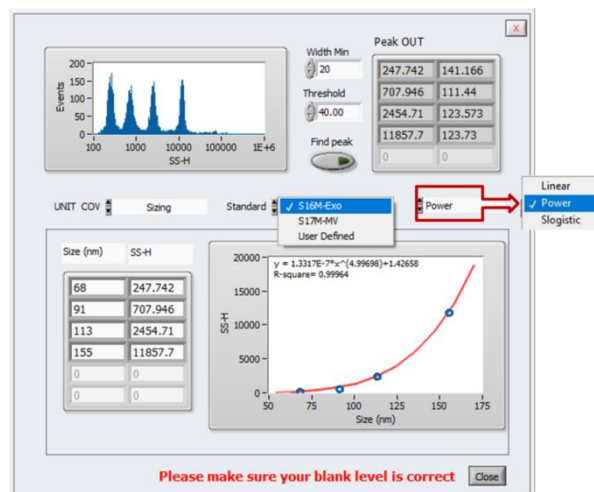 X
Peak OUT
Width Min
20
Threshold
40.00
Find peak
247.742 141.166
707.946 111.44
2454.71 123.573
11857.7 123.73
0 0
Events
200
150
100
50
0
100 1000 10000 100000 1E+6
SS-H
UNIT COV Sizing
Standard ✓ S16M-Exo
S17M-MV
User Defined
Power
Linear
✓ Power
Slogistic
Size (nm) SS-H
68 247.742
91 707.946
113 2454.71
155 11857.7
0 0
0 0
y = 1.3317E-7*x^(4.99698)+1.42658
R-square= 0.99964
SS-H
20000
15000
10000
5000
0
50 75 100 125 150 175
Size (nm)
Please make sure your blank level is correct
Close